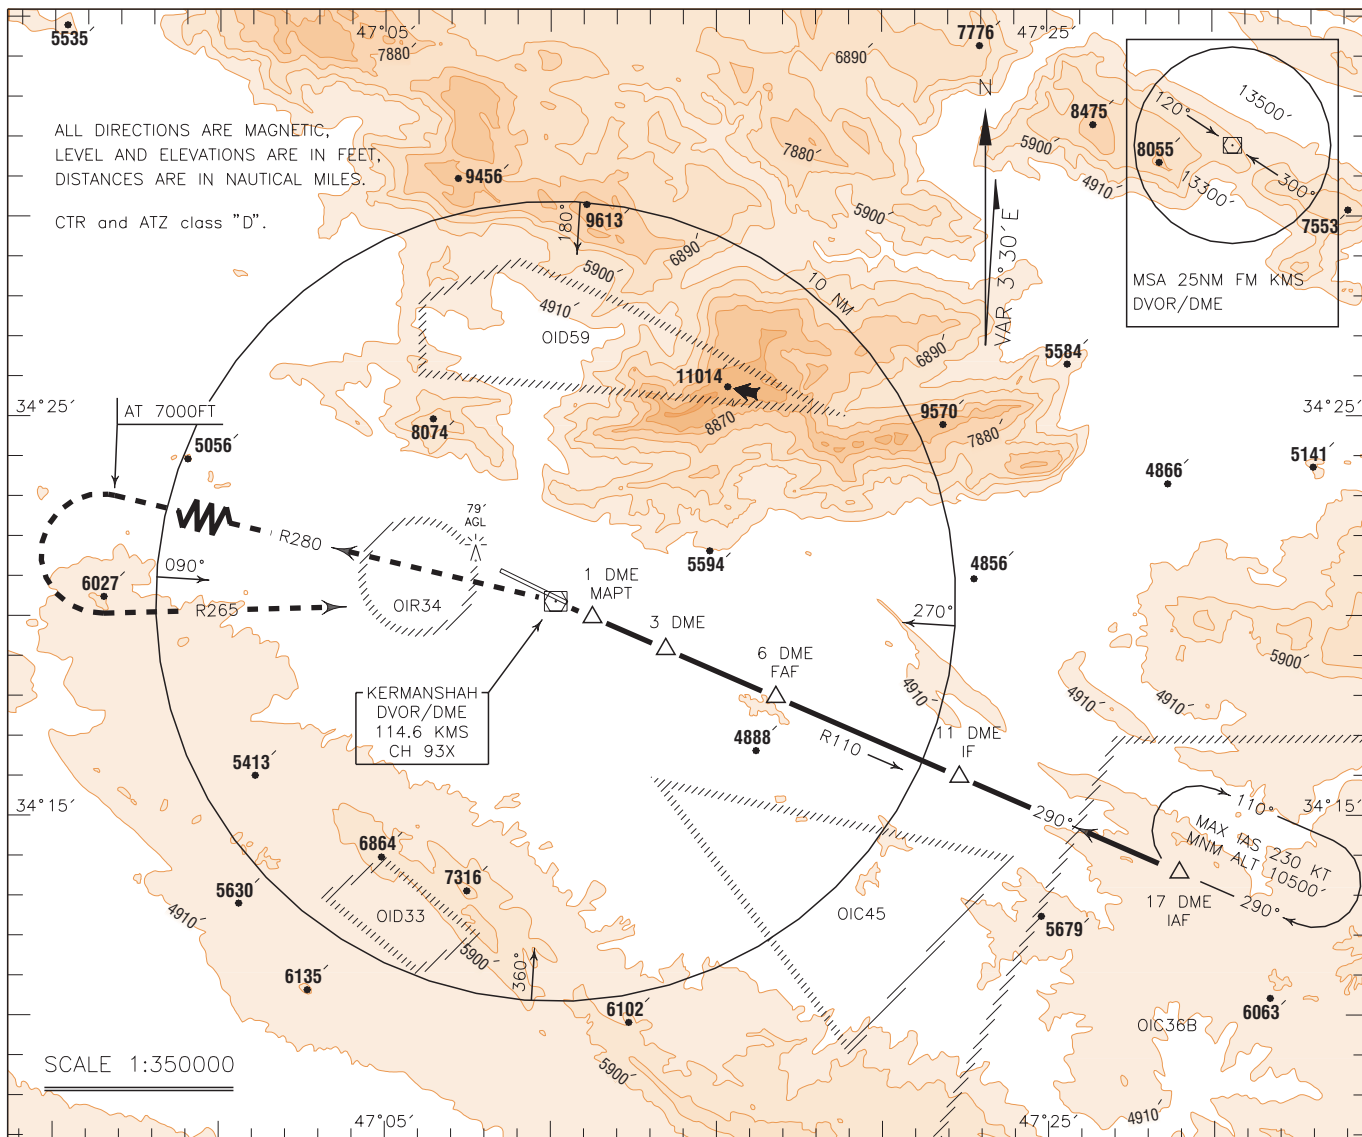 5535′
47°05′
7880′
6890′
7776′
47°25′
N
ALL DIRECTIONS ARE MAGNETIC,
LEVEL AND ELEVATIONS ARE IN FEET,
DISTANCES ARE IN NAUTICAL MILES.
CTR and ATZ class "D".
9456′
7880′
8475′
5900′
4910′
120°
13500′
8055′
13300′
300°
7553′
MSA 25NM FM KMS
DVOR/DME
180°
9613′
6890′
5900′
4910′
5900′
10 NM
VAR 3°30′E
OID59
6890′
5584′
11014′
8870′
9570′
7880′
34°25′
34°25′
AT 7000FT
5056′
8074′
4866′
5141′
79′
AGL
R280
5594′
4856′
090°
6027′
R265
OIR34
1 DME
MAPT
3 DME
270°
6 DME
FAF
5900′
4910′
4910′
KERMANSHAH
DVOR/DME
114.6 KMS
CH 93X
4888′
R110
11 DME
IF
5413′
34°15′
34°15′
290°
110°
MAX IAS 230 KT
MNM ALT 10500′
6864′
7316′
5630′
4910′
OID33
5900′
OIC45
17 DME
IAF
290°
5679′
6135′
360°
6102′
6063′
OIC36B
SCALE 1:350000
5900′
4910′
47°05′
47°25′